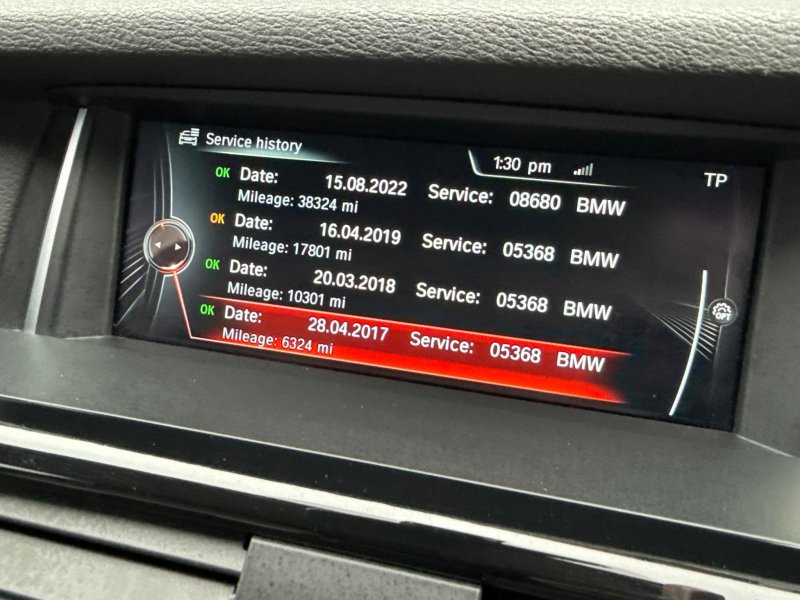 Service history
1:30 pm
TP
OK Date: 15.08.2022 Service: 08680 BMW
Mileage: 38324 mi
OK Date: 16.04.2019 Service: 05368 BMW
Mileage: 17801 mi
OK Date: 20.03.2018 Service: 05368 BMW
Mileage: 10301 mi
OK Date: 28.04.2017 Service: 05368 BMW
Mileage: 6324 mi
OPT